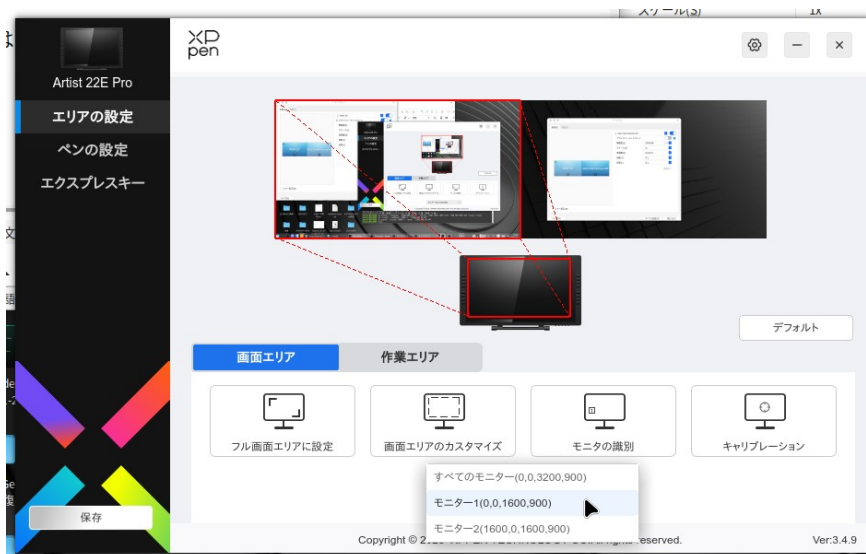 スケール(S) 1x
XP
pen
Artist 22E Pro
エリアの設定
ペンの設定
エクスプレスキー
デフォルト
画面エリア 作業エリア
フル画面エリアに設定 画面エリアのカスタマイズ モニタの識別 キャリブレーション
すべてのモニター(0,0,3200,900)
モニター1(0,0,1600,900)
モニター2(1600,0,1600,900)
保存
Copyright © reserved. Ver:3.4.9